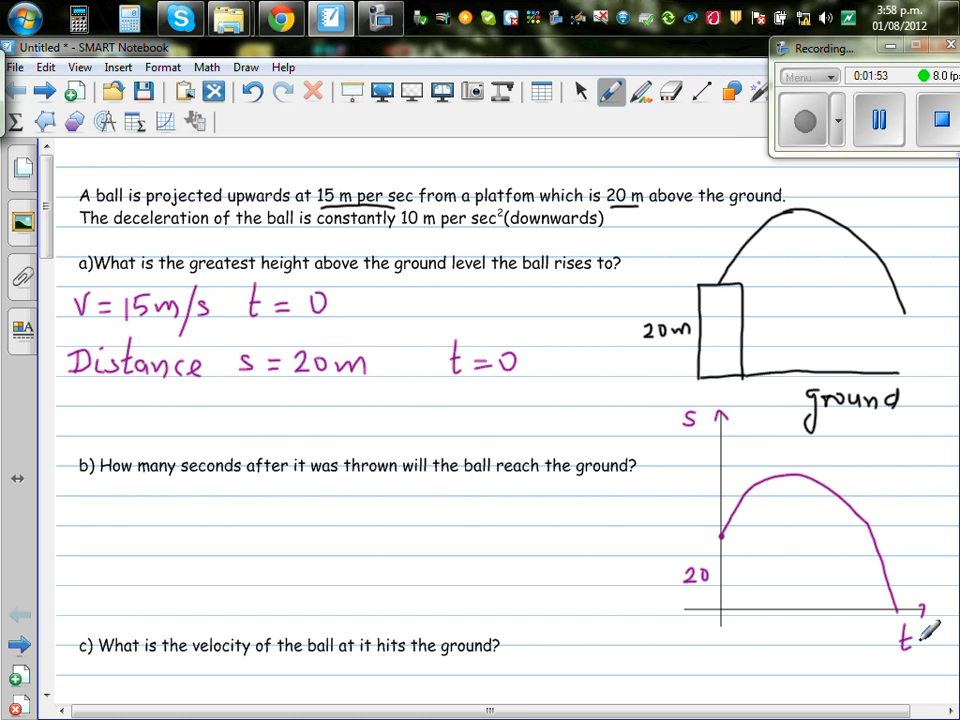 3:58 p.m.
01/08/2012
Untitled * - SMART Notebook
Recording...
File Edit View Insert Format Math Draw Help
Menu
0:01:53
8.0 fp
A ball is projected upwards at 15 m per sec from a platfom which is 20 m above the ground.
The deceleration of the ball is constantly 10 m per sec²(downwards)
a)What is the greatest height above the ground level the ball rises to?
v = 15m/s t = 0
20m
Distance s = 20m t = 0
ground
s
b) How many seconds after it was thrown will the ball reach the ground?
20
t
c) What is the velocity of the ball at it hits the ground?